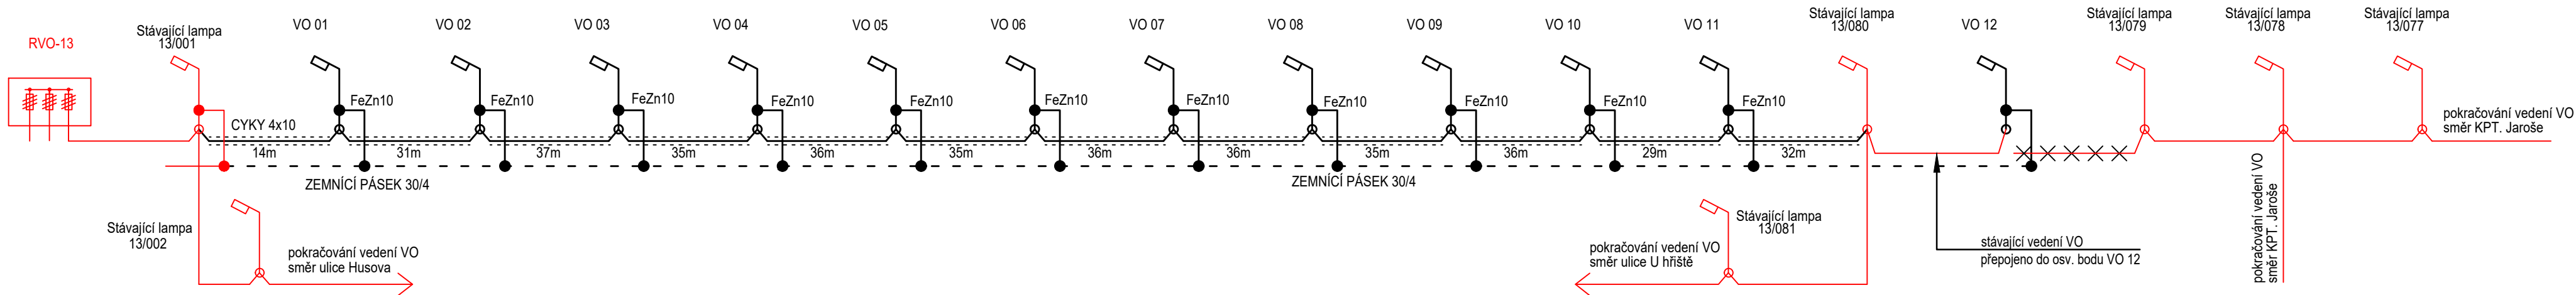 RVO-13
Stávající lampa
13/001
VO 01
VO 02
VO 03
VO 04
VO 05
VO 06
VO 07
VO 08
VO 09
VO 10
VO 11
Stávající lampa
13/080
VO 12
Stávající lampa
13/079
Stávající lampa
13/078
Stávající lampa
13/077
FeZn10
FeZn10
FeZn10
FeZn10
FeZn10
FeZn10
FeZn10
FeZn10
FeZn10
FeZn10
FeZn10
CYKY 4x10
14m
31m
37m
35m
36m
35m
36m
36m
35m
36m
29m
32m
ZEMNÍCÍ PÁSEK 30/4
ZEMNÍCÍ PÁSEK 30/4
pokračování vedení VO
směr KPT. Jaroše
Stávající lampa
13/002
pokračování vedení VO
směr ulice Husova
pokračování vedení VO
směr ulice U hřiště
Stávající lampa
13/081
stávající vedení VO
přepojeno do osv. bodu VO 12
pokračování vedení VO
směr KPT. Jaroše